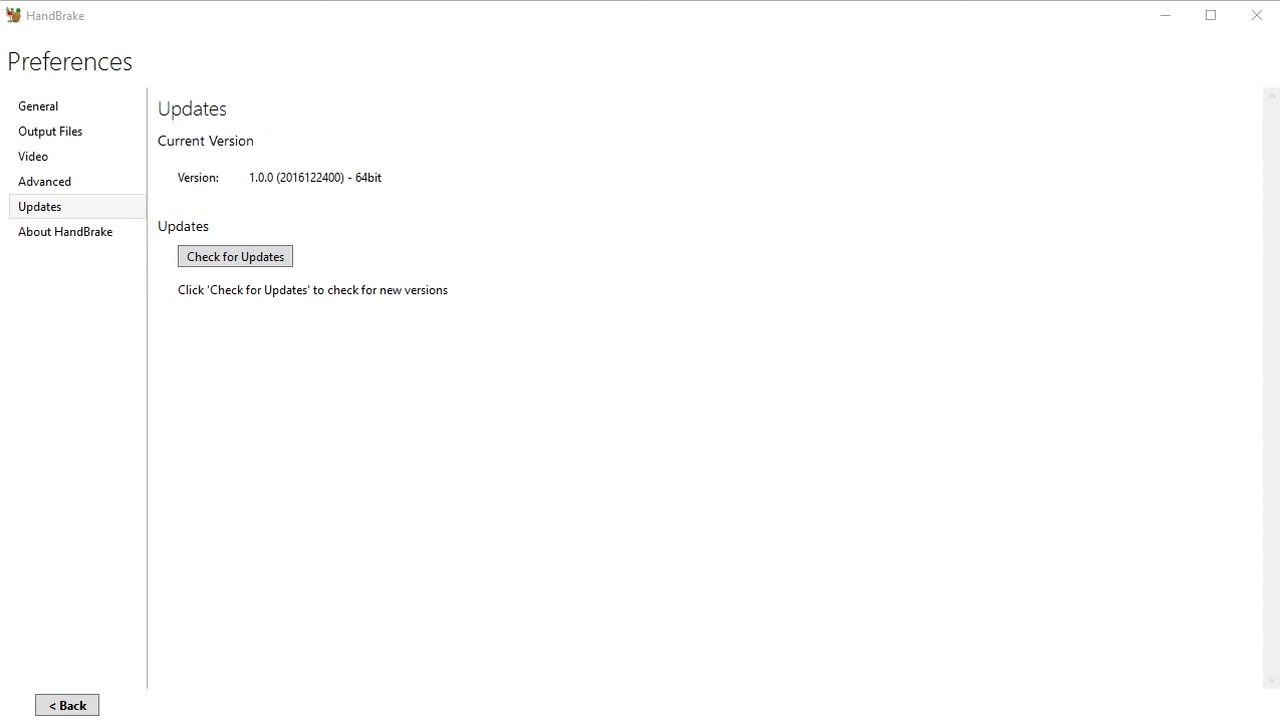 HandBrake
Preferences
General
Output Files
Video
Advanced
Updates
About HandBrake
Updates
Current Version
Version: 1.0.0 (2016122400) - 64bit
Updates
Check for Updates
Click 'Check for Updates' to check for new versions
< Back